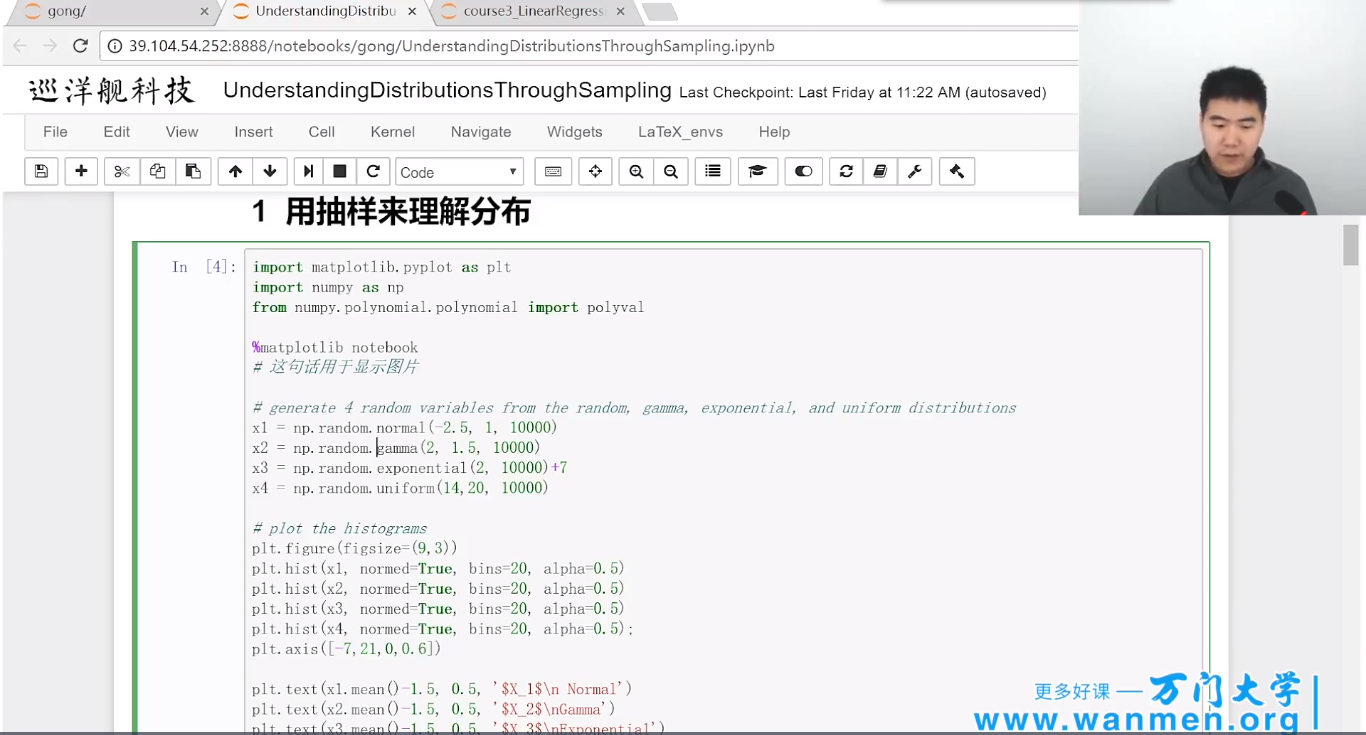 gong/
UnderstandingDistribu
course3_LinearRegress
39.104.54.252:8888/notebooks/gong/UnderstandingDistributionsThroughSampling.ipynb
巡洋舰科技 UnderstandingDistributionsThroughSampling Last Checkpoint: Last Friday at 11:22 AM (autosaved)
File Edit View Insert Cell Kernel Navigate Widgets LaTeX_envs Help
Code
1 用抽样来理解分布
In [4]:
import matplotlib.pyplot as plt
import numpy as np
from numpy.polynomial.polynomial import polyval
%matplotlib notebook
# 这句话用于显示图片
# generate 4 random variables from the random, gamma, exponential, and uniform distributions
x1 = np.random.normal(-2.5, 1, 10000)
x2 = np.random.gamma(2, 1.5, 10000)
x3 = np.random.exponential(2, 10000)+7
x4 = np.random.uniform(14,20, 10000)
# plot the histograms
plt.figure(figsize=(9,3))
plt.hist(x1, normed=True, bins=20, alpha=0.5)
plt.hist(x2, normed=True, bins=20, alpha=0.5)
plt.hist(x3, normed=True, bins=20, alpha=0.5)
plt.hist(x4, normed=True, bins=20, alpha=0.5);
plt.axis([-7,21,0,0.6])
plt.text(x1.mean()-1.5, 0.5, '$X_1$\n Normal')
plt.text(x2.mean()-1.5, 0.5, '$X_2$\nGamma')
plt.text(x3.mean()-1.5, 0.5, '$X_3$\nExponential')
更多好课 — 万门大学
www.wanmen.org